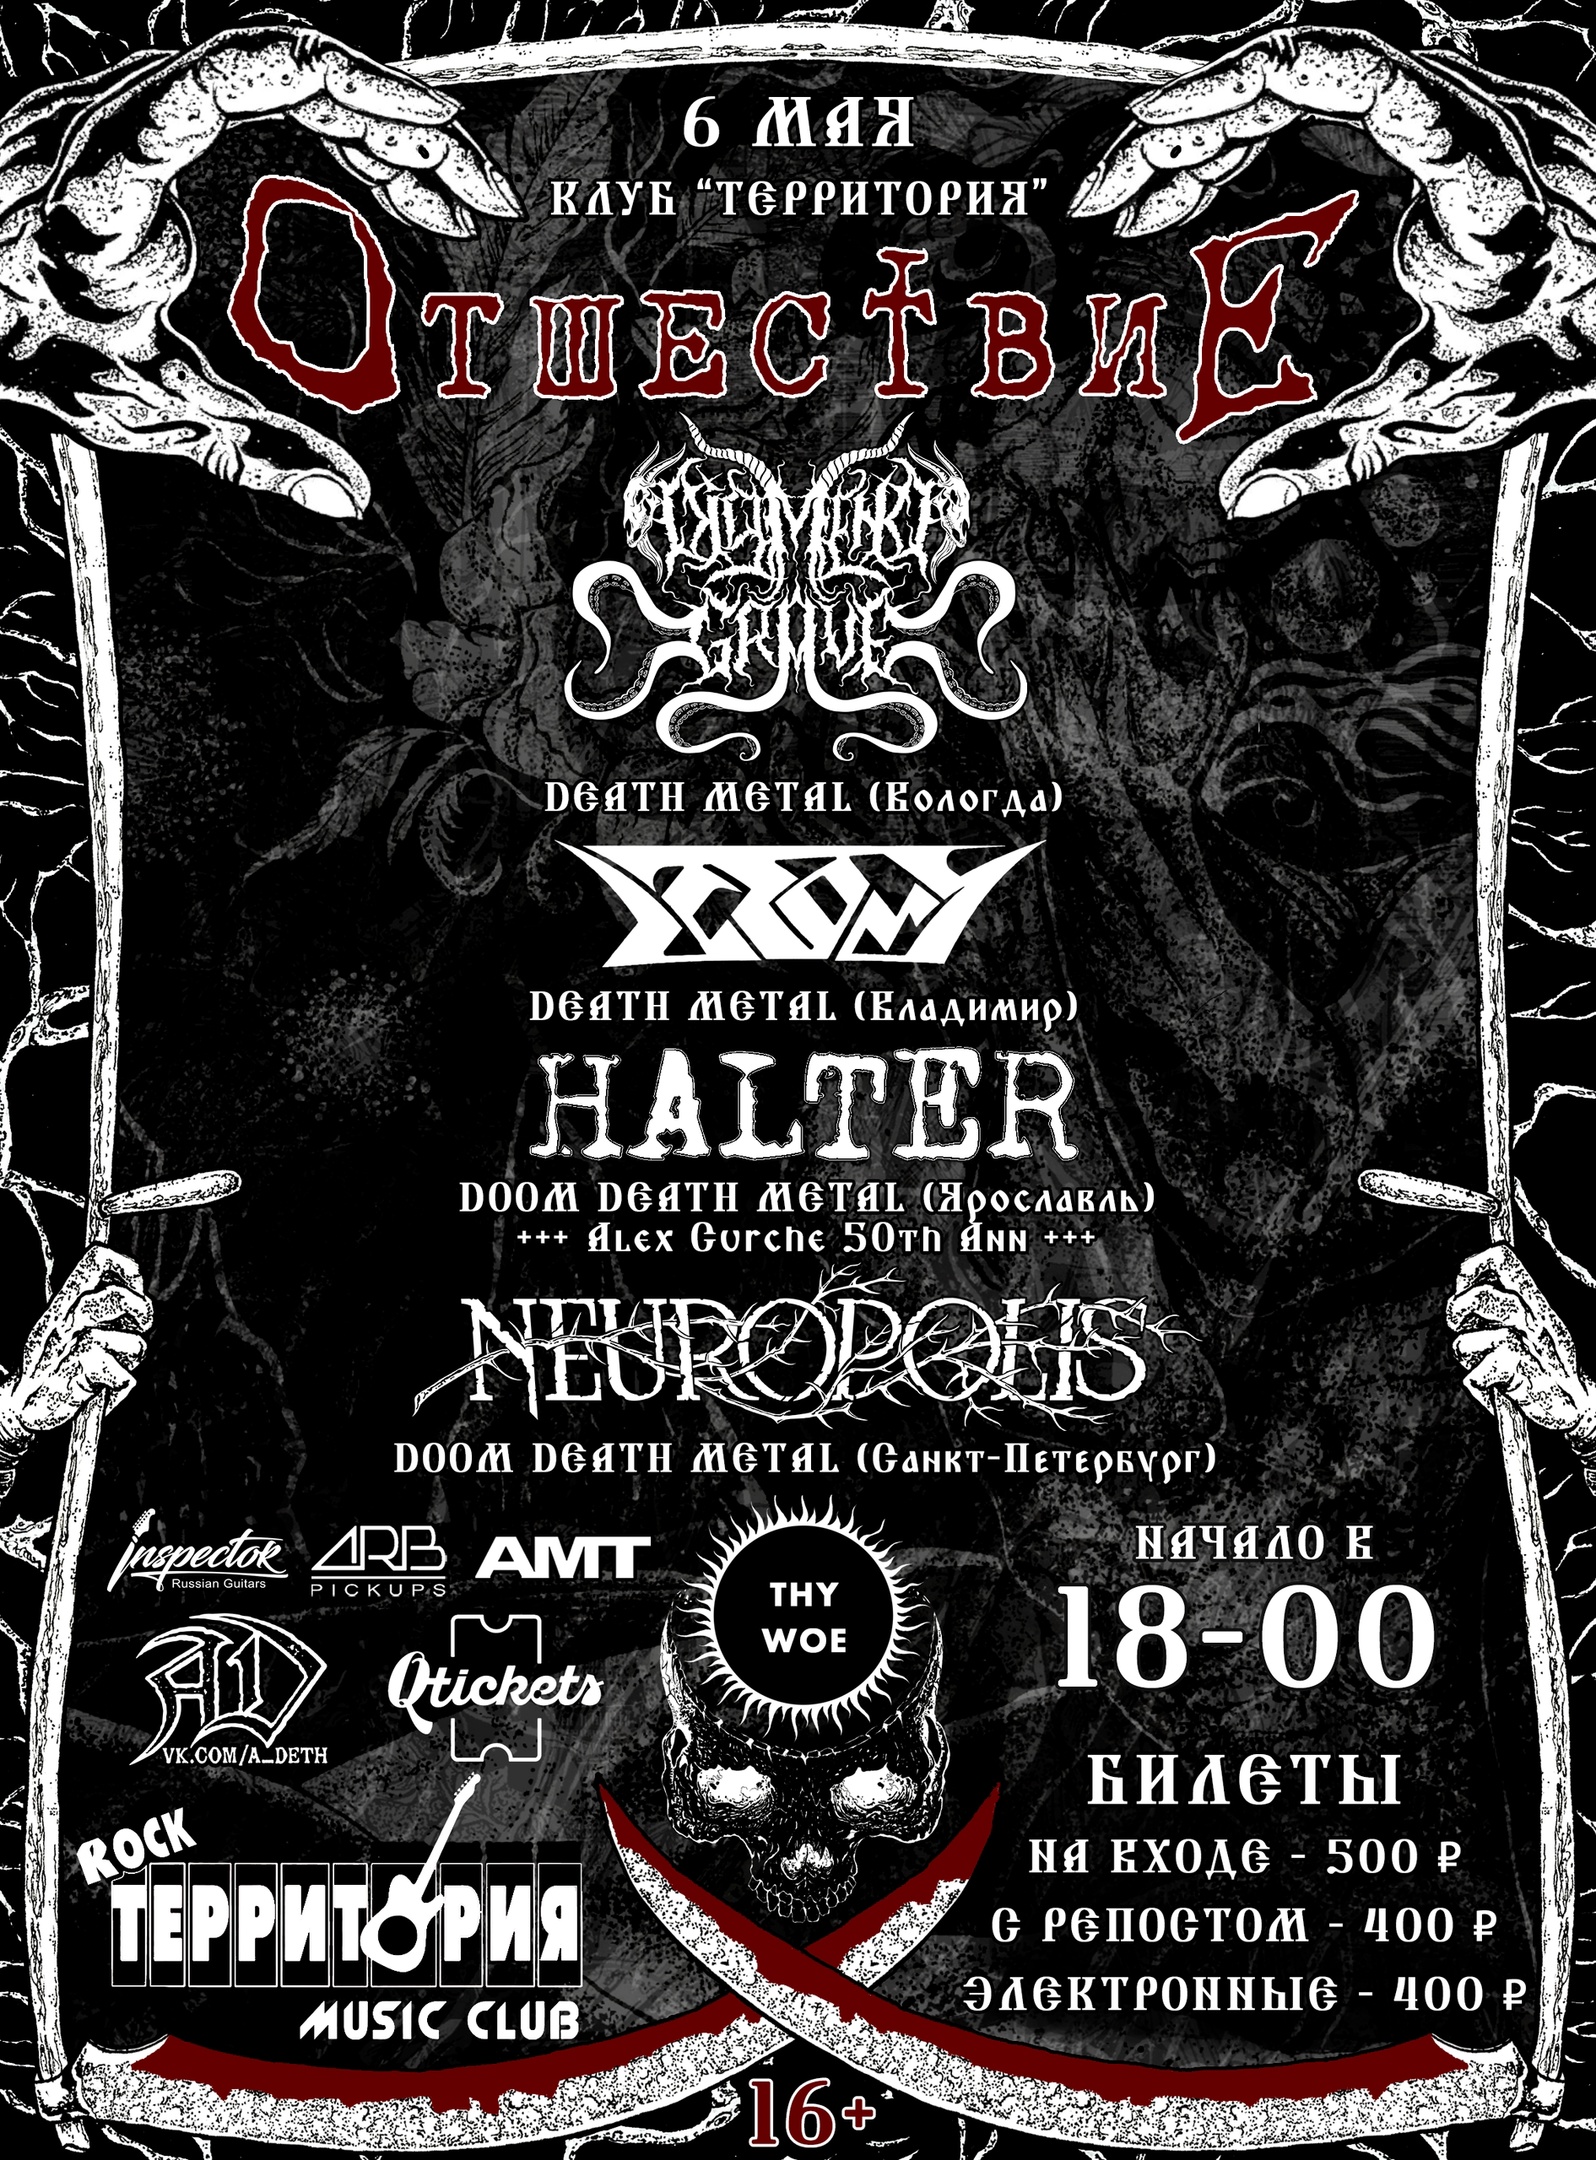 6 МАЯ
КЛУБ “ТЕРРИТОРИЯ”
ОТШЕСТВИЕ
GRAVE
DEATH METAL (Вологда)
DEATH METAL (Владимир)
HALTER
DOOM DEATH METAL (Ярославль)
+++ Alex Gurche 50th Ann +++
NEUROPOLIS
DOOM DEATH METAL (Санкт-Петербург)
Inspector
Russian Guitars
ARB
PICKUPS
AMT
AD
VK.COM/A_DETH
Qtickets
THY
WOE
НАЧАЛО В
18-00
БИЛЕТЫ
НА ВХОДЕ - 500 ₽
С РЕПОСТОМ - 400 ₽
ЭЛЕКТРОННЫЕ - 400 ₽
ROCK
ТЕРРИТОРИЯ
MUSIC CLUB
16+